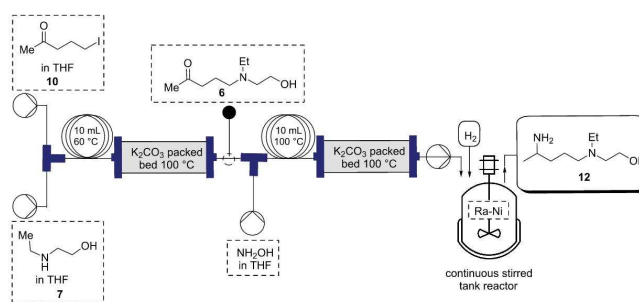 O
Me
I
in THF
10
10 mL
60 °C
K2CO3 packed
bed 100 °C
Me
H
N
OH
in THF
7
O
Me
Et
N
OH
6
NH2OH
in THF
10 mL
100 °C
K2CO3 packed
bed 100 °C
H2
Ra-Ni
continuous stirred
tank reactor
NH2
Et
N
OH
12